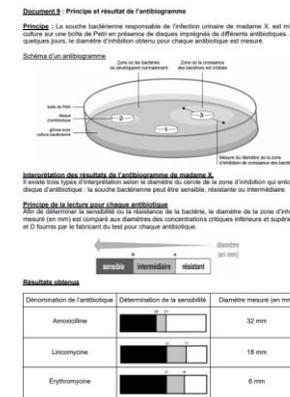 Document 9 : Principe et résultat de l'antibiogramme
Principe : La souche bactérienne responsable de l'infection urinaire de madame X. est mi
culture sur une boîte de Petri en présence de disques imprégnés de différents antibiotiques.
quelques jours, le diamètre d'inhibition obtenu pour chaque antibiotique est mesuré.
Schéma d'un antibiogramme
Zone où les bactéries
se développent normalement
Zone où la croissance
des bactéries est inhibée
boîte de Petri
disque
d'antibiotique
gélose avec
culture bactérienne
2
3
1
Mesure du diamètre de la zone
d'inhibition de croissance des bacté
Interprétation des résultats de l'antibiogramme de madame X.
Il existe trois types d'interprétation selon le diamètre du cercle de la zone d'inhibition qui ento
disque d'antibiotique : la souche bactérienne peut être sensible, résistante ou intermédiaire.
Principe de la lecture pour chaque antibiotique
Afin de déterminer la sensibilité ou la résistance de la bactérie, le diamètre de la zone d'inhi
mesuré (en mm) est comparé aux diamètres des concentrations critiques inférieure et supérie
et D fournis par le fabricant du test pour chaque antibiotique.
diamètre
(en mm)
D d
sensible intermédiaire résistant
Résultats obtenus
Dénomination de l'antibiotique Détermination de la sensibilité Diamètre mesuré (en mm
Amoxicilline 32 mm
Lincomycine 18 mm
Erythromycine 6 mm